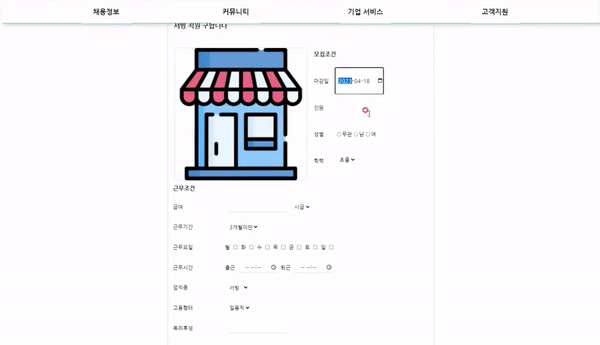 채용정보 커뮤니티 기업 서비스 고객지원
서빙 직원 구합니다
모집조건
마감일 2023-04-18
인원
성별 무관 남 여
학력 초졸
근무조건
급여 시급
근무기간 3개월미만
근무요일 월 화 수 목 금 토 일
근무시간 출근 -- --:-- 퇴근 -- --:--
업직종 서빙
고용형태 일용직
복리후생